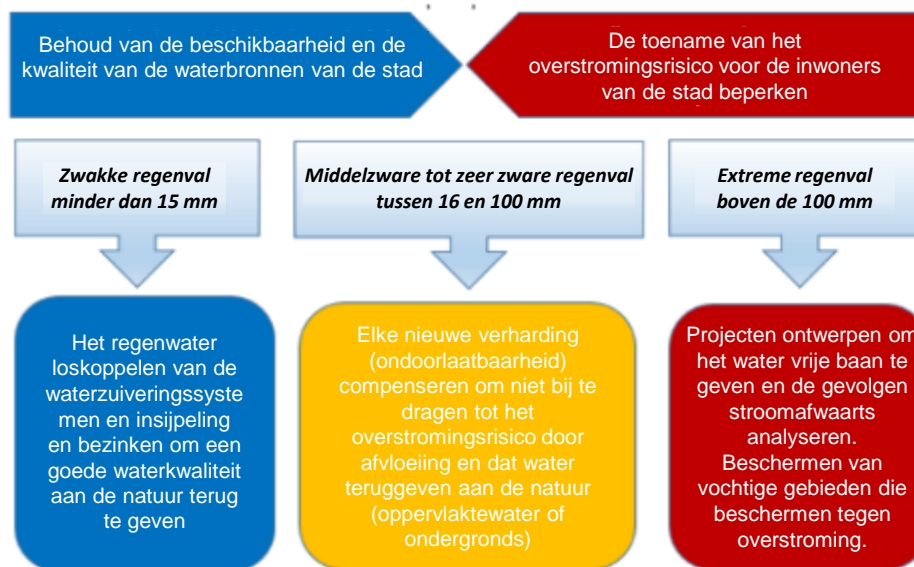 Behoud van de beschikbaarheid en de
kwaliteit van de waterbronnen van de stad
De toename van het
overstromingsrisico voor de inwoners
van de stad beperken
Zwakke regenval
minder dan 15 mm
Middelzware tot zeer zware regenval
tussen 16 en 100 mm
Extreme regenval
boven de 100 mm
Het regenwater
loskoppelen van de
waterzuiveringssyste
men en insijpeling
en bezinken om een
goede waterkwaliteit
aan de natuur terug
te geven
Elke nieuwe verharding
(ondoorlaatbaarheid)
compenseren om niet bij te
dragen tot het
overstromingsrisico door
afvloeiing en dat water
teruggeven aan de natuur
(oppervlaktewater of
ondergronds)
Projecten ontwerpen om
het water vrije baan te
geven en de gevolgen
stroomafwaarts
analyseren.
Beschermen van
vochtige gebieden die
beschermen tegen
overstroming.